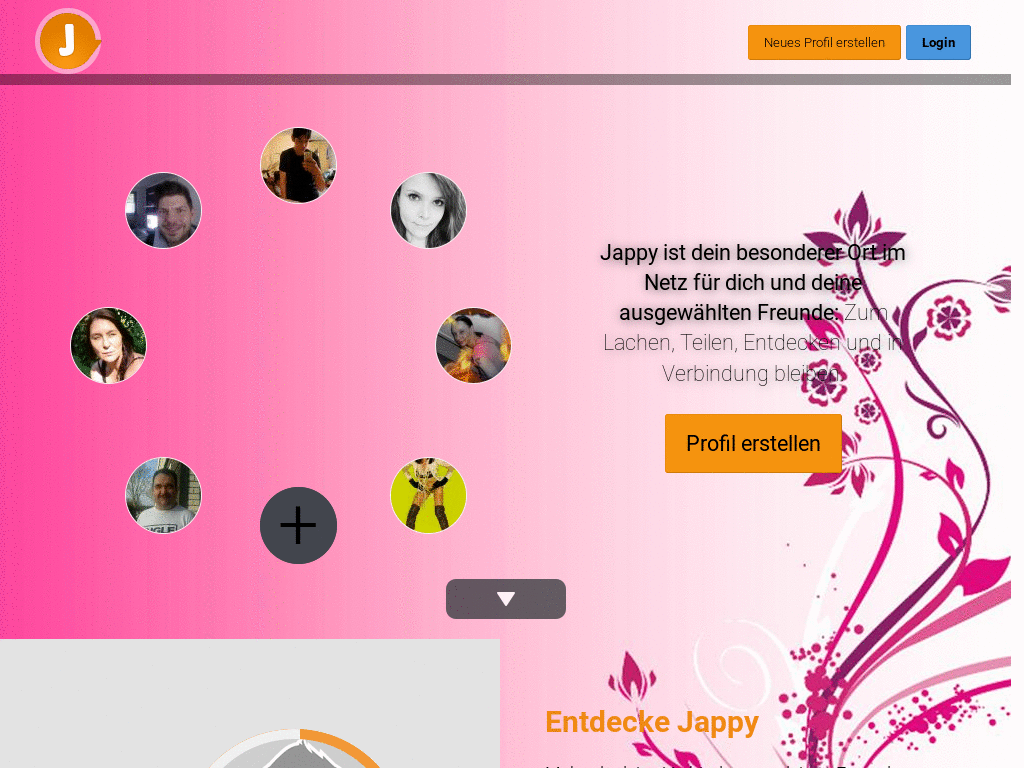 J
Neues Profil erstellen
Login
Jappy ist dein besonderer Ort im
Netz für dich und deine
ausgewählten Freunde: Zum
Lachen, Teilen, Entdecken und in
Verbindung bleiben.
Profil erstellen
Entdecke Jappy